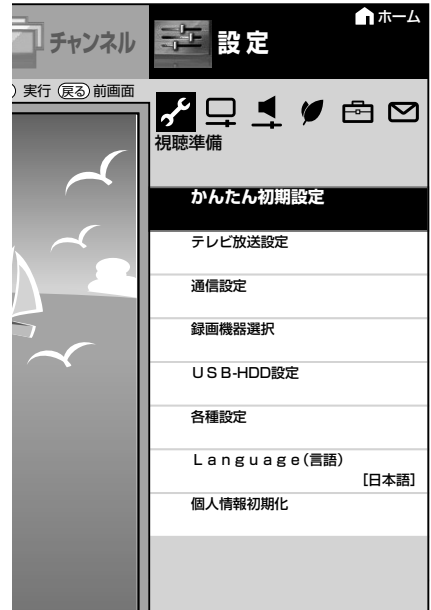 ホーム
チャンネル 設定
) 実行 戻る 前画面
視聴準備
かんたん初期設定
テレビ放送設定
通信設定
録画機器選択
USB-HDD設定
各種設定
Language(言語)
[日本語]
個人情報初期化